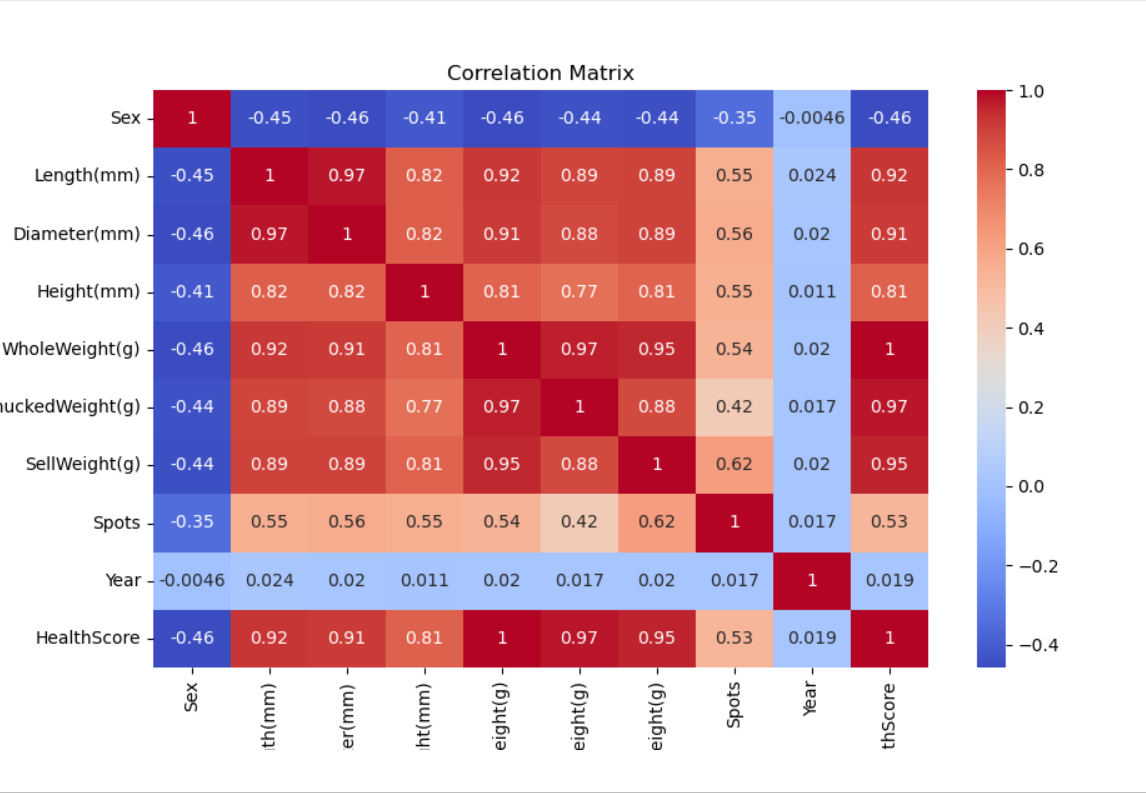 Correlation Matrix
Sex 1 -0.45 -0.46 -0.41 -0.46 -0.44 -0.44 -0.35 -0.0046 -0.46
Length(mm) -0.45 1 0.97 0.82 0.92 0.89 0.89 0.55 0.024 0.92
Diameter(mm) -0.46 0.97 1 0.82 0.91 0.88 0.89 0.56 0.02 0.91
Height(mm) -0.41 0.82 0.82 1 0.81 0.77 0.81 0.55 0.011 0.81
WholeWeight(g) -0.46 0.92 0.91 0.81 1 0.97 0.95 0.54 0.02 1
huckedWeight(g) -0.44 0.89 0.88 0.77 0.97 1 0.88 0.42 0.017 0.97
SellWeight(g) -0.44 0.89 0.89 0.81 0.95 0.88 1 0.62 0.02 0.95
Spots -0.35 0.55 0.56 0.55 0.54 0.42 0.62 1 0.017 0.53
Year -0.0046 0.024 0.02 0.011 0.02 0.017 0.02 0.017 1 0.019
HealthScore -0.46 0.92 0.91 0.81 1 0.97 0.95 0.53 0.019 1
Sex
th(mm)
er(mm)
ht(mm)
eight(g)
eight(g)
eight(g)
Spots
Year
thScore
1.0
0.8
0.6
0.4
0.2
0.0
−0.2
−0.4